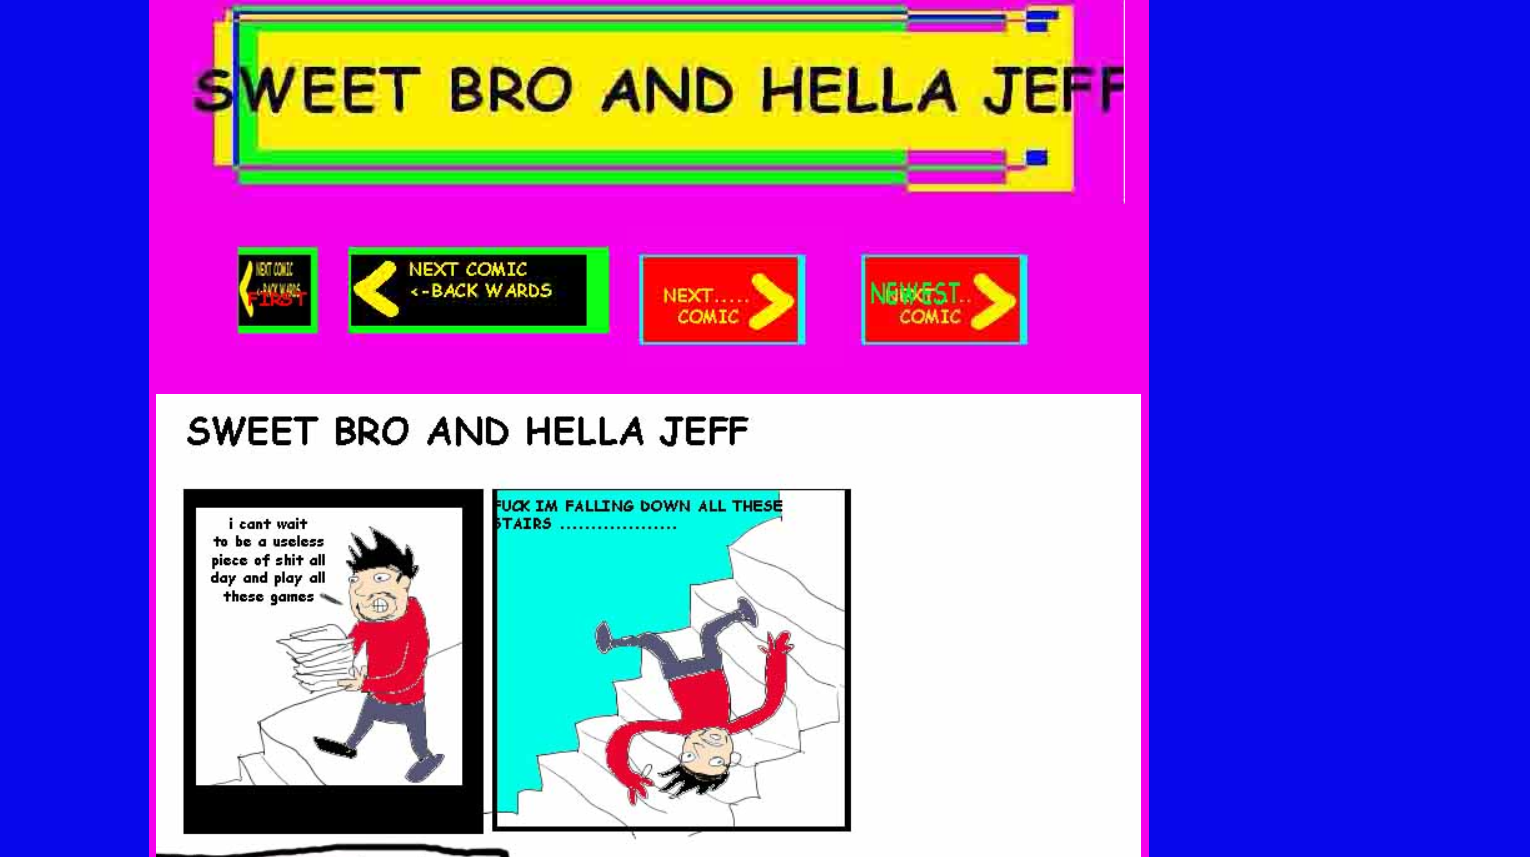 SWEET BRO AND HELLA JEFF
NEXT COMIC
<-BACK WARDS
FIRST
NEXT COMIC
<-BACK WARDS
NEXT.....
COMIC
NEWEST
NEXT.....
COMIC
SWEET BRO AND HELLA JEFF
i cant wait
to be a useless
piece of shit all
day and play all
these games
FUCK IM FALLING DOWN ALL THESE
STAIRS ...................